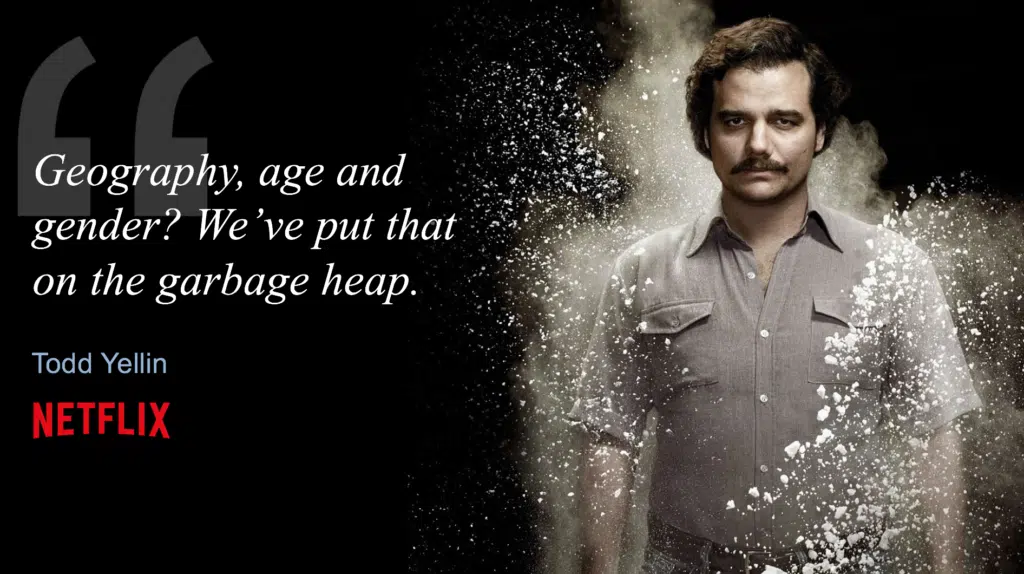 “
Geography, age and
gender? We’ve put that
on the garbage heap.
Todd Yellin
NETFLIX